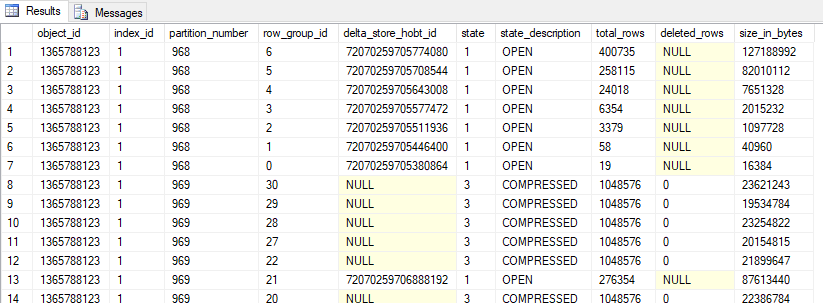 Results Messages
object_id index_id partition_number row_group_id delta_store_hobt_id state state_description total_rows deleted_rows size_in_bytes
1 1365788123 1 968 6 72070259705774080 1 OPEN 400735 NULL 127188992
2 1365788123 1 968 5 72070259705708544 1 OPEN 258115 NULL 82010112
3 1365788123 1 968 4 72070259705643008 1 OPEN 24018 NULL 7651328
4 1365788123 1 968 3 72070259705577472 1 OPEN 6354 NULL 2015232
5 1365788123 1 968 2 72070259705511936 1 OPEN 3379 NULL 1097728
6 1365788123 1 968 1 72070259705446400 1 OPEN 58 NULL 40960
7 1365788123 1 968 0 72070259705380864 1 OPEN 19 NULL 16384
8 1365788123 1 969 30 NULL 3 COMPRESSED 1048576 0 23621243
9 1365788123 1 969 29 NULL 3 COMPRESSED 1048576 0 19534784
10 1365788123 1 969 28 NULL 3 COMPRESSED 1048576 0 23254822
11 1365788123 1 969 27 NULL 3 COMPRESSED 1048576 0 20154815
12 1365788123 1 969 22 NULL 3 COMPRESSED 1048576 0 21899647
13 1365788123 1 969 21 72070259706888192 1 OPEN 276354 NULL 87613440
14 1365788123 1 969 20 NULL 3 COMPRESSED 1048576 0 22386784